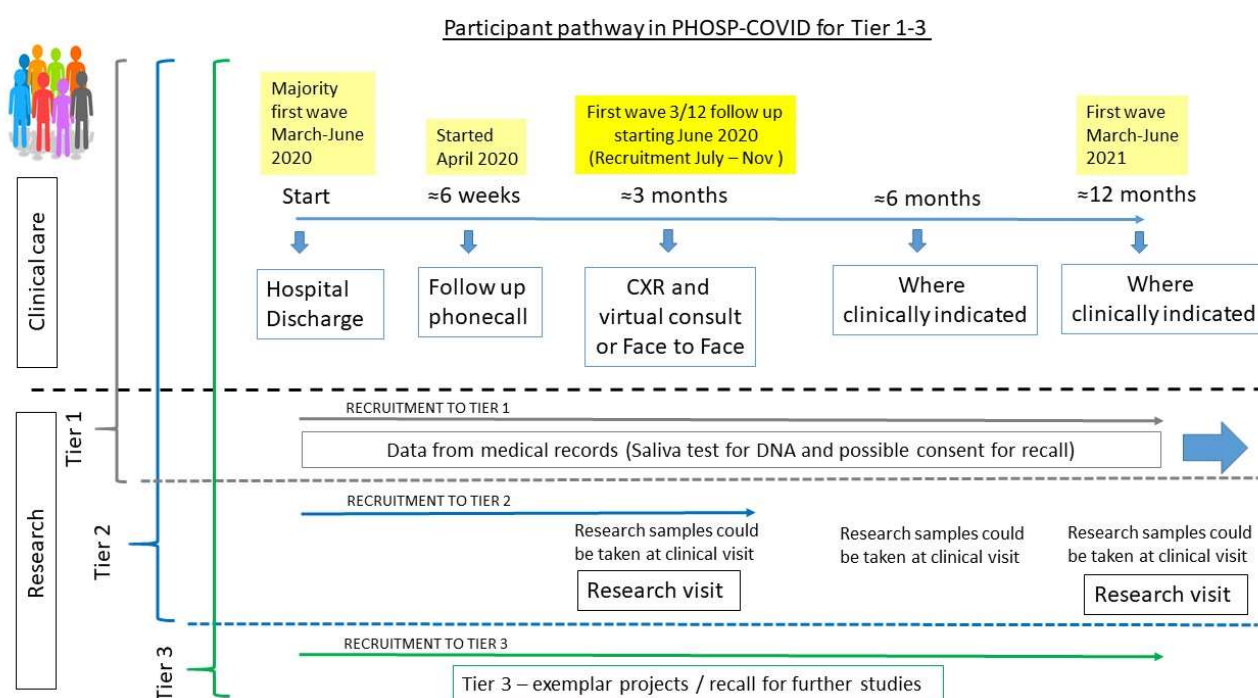 Participant pathway in PHOSP-COVID for Tier 1-3
Majority
first wave
March-June
2020
Started
April 2020
First wave 3/12 follow up
starting June 2020
(Recruitment July – Nov )
First wave
March-June
2021
Start
≈6 weeks
≈3 months
≈6 months
≈12 months
Clinical care
Hospital
Discharge
Follow up
phonecall
CXR and
virtual consult
or Face to Face
Where
clinically indicated
Where
clinically indicated
Research
Tier 1
RECRUITMENT TO TIER 1
Data from medical records (Saliva test for DNA and possible consent for recall)
Tier 2
RECRUITMENT TO TIER 2
Research samples could
be taken at clinical visit
Research visit
Research samples could
be taken at clinical visit
Research samples could
be taken at clinical visit
Research visit
Tier 3
RECRUITMENT TO TIER 3
Tier 3 – exemplar projects / recall for further studies